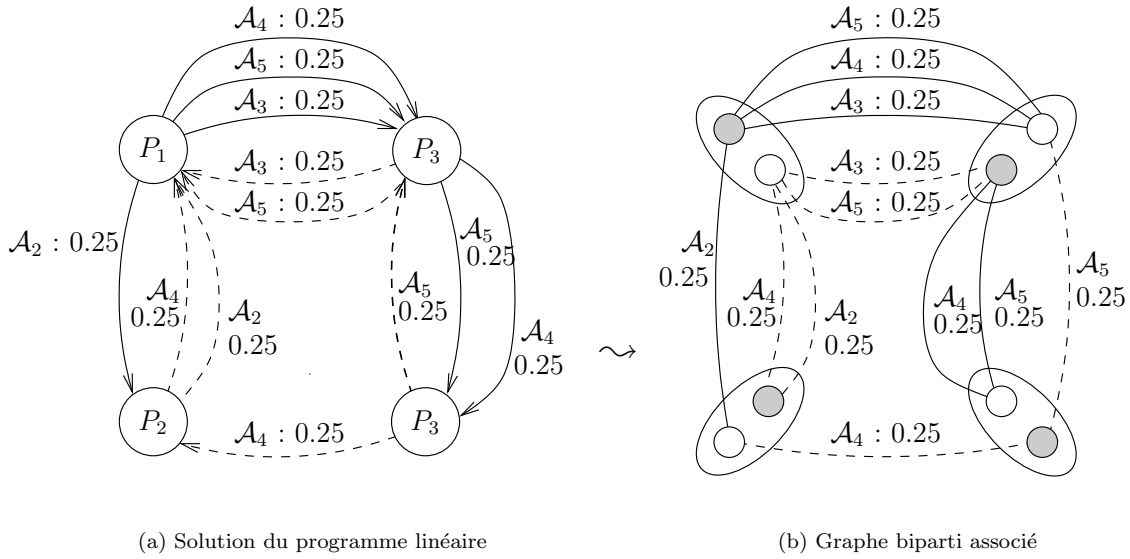 𝒜₄ : 0.25
𝒜₅ : 0.25
𝒜₃ : 0.25
P₁
P₃
𝒜₃ : 0.25
𝒜₅ : 0.25
𝒜₂ : 0.25
𝒜₄
0.25
𝒜₂
0.25
𝒜₅
0.25
𝒜₅
0.25
𝒜₄
0.25
P₂
P₃
𝒜₄ : 0.25
(a) Solution du programme linéaire
𝒜₅ : 0.25
𝒜₄ : 0.25
𝒜₃ : 0.25
𝒜₃ : 0.25
𝒜₅ : 0.25
𝒜₂
0.25
𝒜₄
0.25
𝒜₂
0.25
𝒜₄
0.25
𝒜₅
0.25
𝒜₅
0.25
𝒜₄ : 0.25
(b) Graphe biparti associé